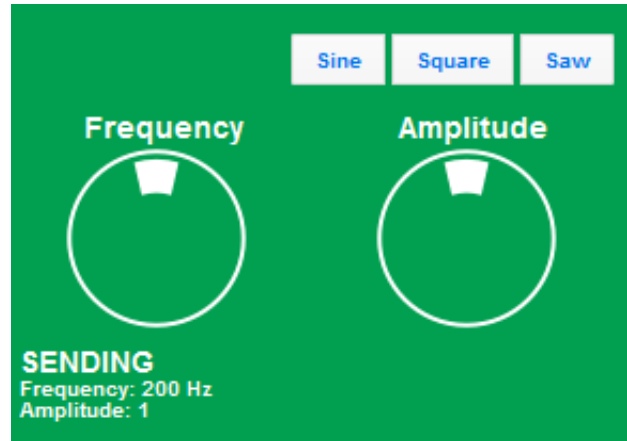 Sine Square Saw
Frequency Amplitude
SENDING
Frequency: 200 Hz
Amplitude: 1